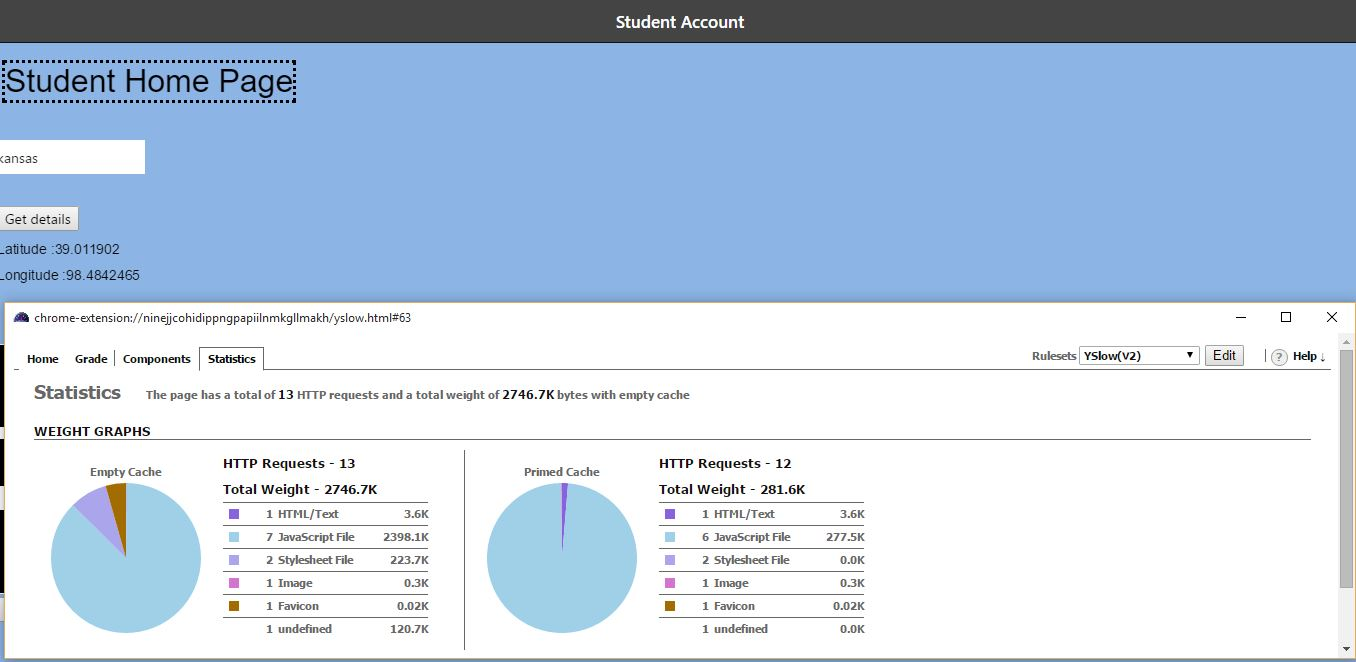 Student Account
Student Home Page
kansas
Get details
Latitude :39.011902
Longitude :98.4842465
chrome-extension://ninejjcohidippngpapiilnmkgllmakh/yslow.html#63
Home Grade Components Statistics Rulesets YSlow(V2) Edit ? Help ↓
Statistics The page has a total of 13 HTTP requests and a total weight of 2746.7K bytes with empty cache
WEIGHT GRAPHS
Empty Cache
HTTP Requests - 13
Total Weight - 2746.7K
1 HTML/Text 3.6K
7 JavaScript File 2398.1K
2 Stylesheet File 223.7K
1 Image 0.3K
1 Favicon 0.02K
1 undefined 120.7K
Primed Cache
HTTP Requests - 12
Total Weight - 281.6K
1 HTML/Text 3.6K
6 JavaScript File 277.5K
2 Stylesheet File 0.0K
1 Image 0.3K
1 Favicon 0.02K
1 undefined 0.0K